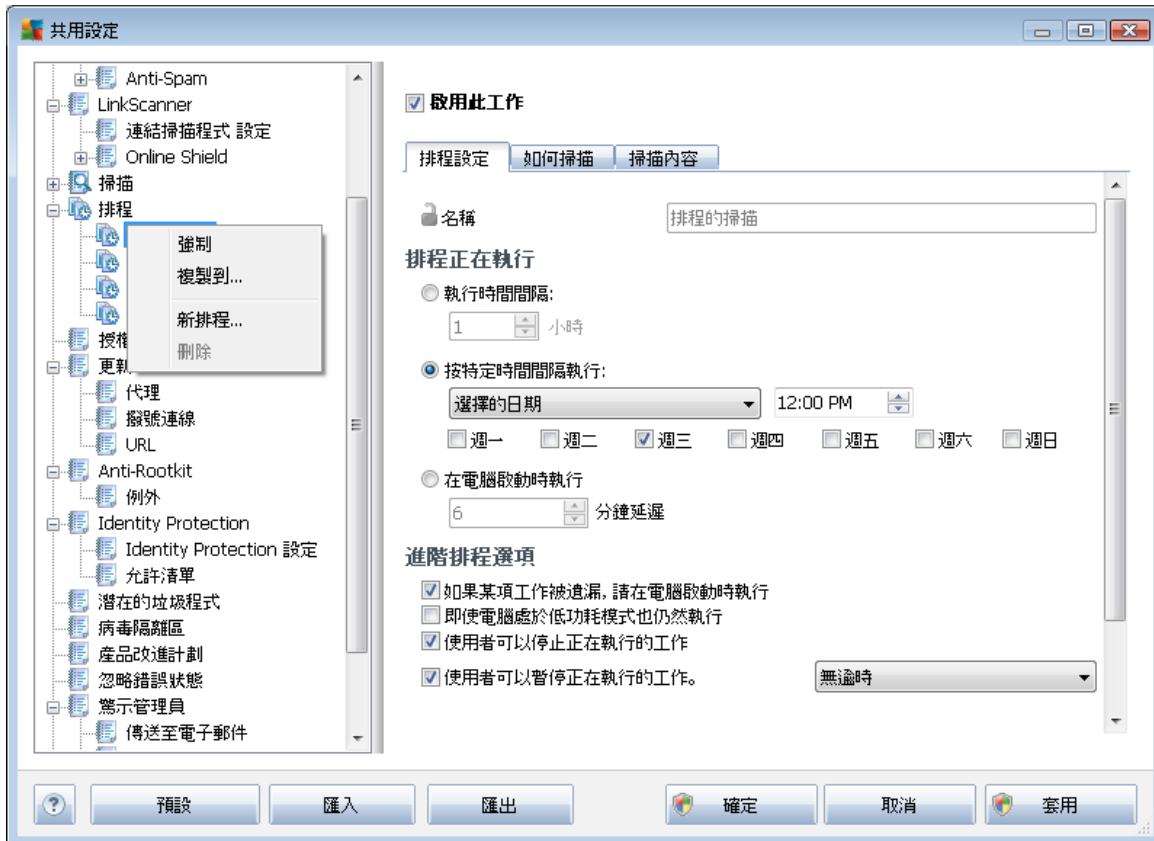 共用設定
Anti-Spam
LinkScanner
連結掃描程式 設定
Online Shield
掃描
排程
強制
複製到...
新排程...
刪除
授權
更新
代理
撥號連線
URL
Anti-Rootkit
例外
Identity Protection
Identity Protection 設定
允許清單
潛在的垃圾程式
病毒隔離區
產品改進計劃
忽略錯誤狀態
警示管理員
傳送至電子郵件
啟用此工作
排程設定
如何掃描
掃描內容
名稱
排程的掃描
排程正在執行
執行時間間隔:
1 小時
按特定時間間隔執行:
選擇的日期 12:00 PM
週一 週二 週三 週四 週五 週六 週日
在電腦啟動時執行
6 分鐘延遲
進階排程選項
如果某項工作被遺漏, 請在電腦啟動時執行
即使電腦處於低功耗模式也仍然執行
使用者可以停止正在執行的工作
使用者可以暫停正在執行的工作。 無逾時
? 預設 匯入 匯出 確定 取消 套用